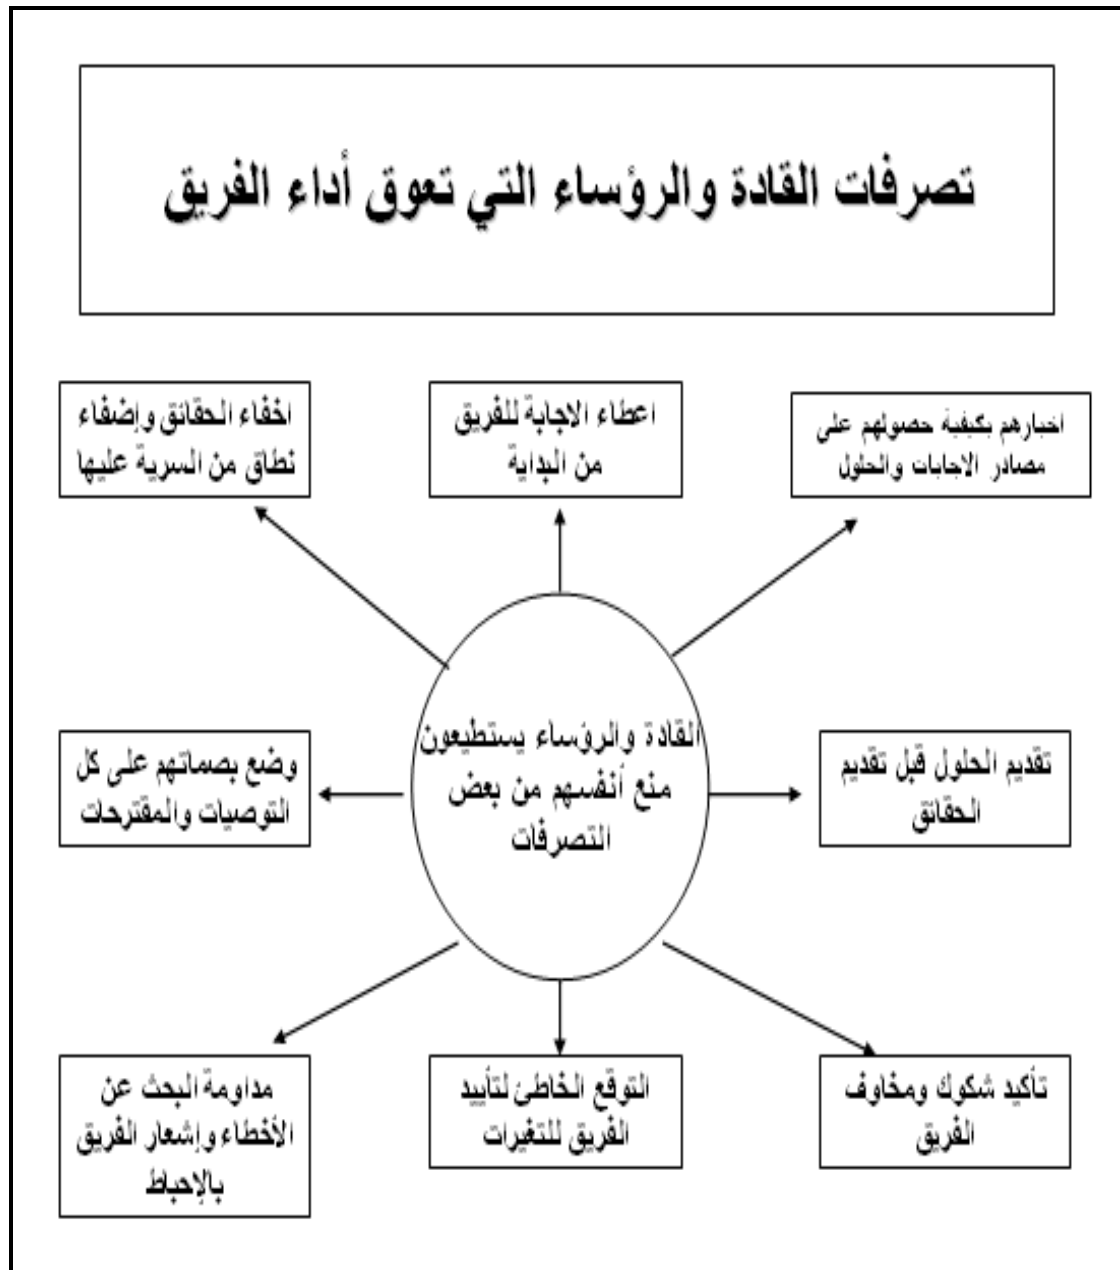 تصرفات القادة والرؤساء التي تعوق أداء الفريق
اخبارهم بكيفية حصولهم على
مصادر الاجابات والحلول
اعطاء الاجابة للفريق
من البداية
اخفاء الحقائق وإضفاء
نطاق من السرية عليها
القادة والرؤساء يستطيعون
منع أنفسهم من بعض
التصرفات
تقديم الحلول قبل تقديم
الحقائق
وضع بصماتهم على كل
التوصيات والمقترحات
تأكيد شكوك ومخاوف
الفريق
التوقع الخاطئ لتأييد
الفريق للتغيرات
مداومة البحث عن
الأخطاء وإشعار الفريق
بالإحباط